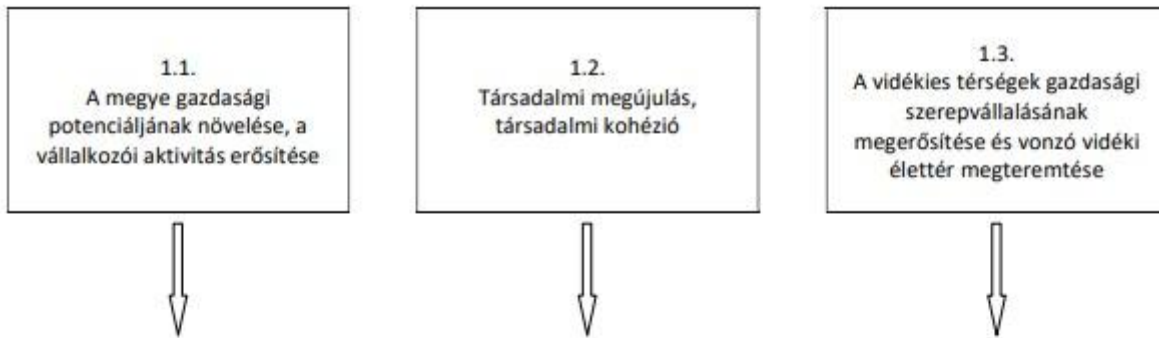 1.1.
A megye gazdasági
potenciáljának növelése, a
vállalkozói aktivitás erősítése
1.2.
Társadalmi megújulás,
társadalmi kohézió
1.3.
A vidékies térségek gazdasági
szerepvállalásának
megerősítése és vonzó vidéki
élettér megteremtése